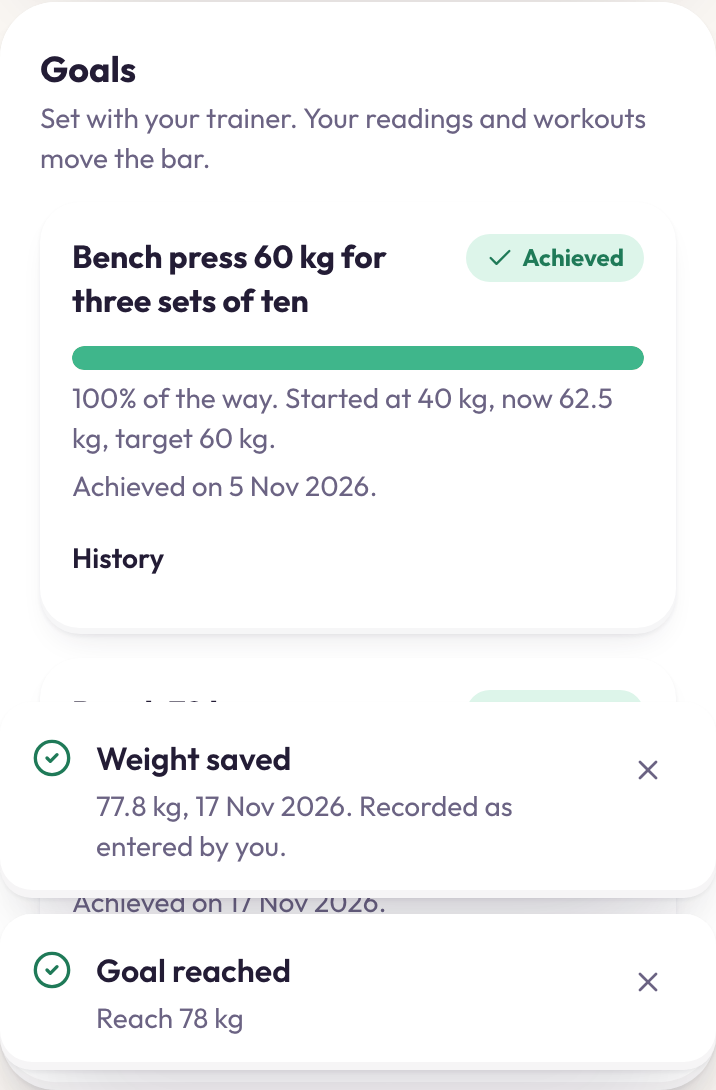 Goals
Set with your trainer. Your readings and workouts
move the bar.
Bench press 60 kg for
three sets of ten
Achieved
100% of the way. Started at 40 kg, now 62.5
kg, target 60 kg.
Achieved on 5 Nov 2026.
History
Weight saved
77.8 kg, 17 Nov 2026. Recorded as
entered by you.
Achieved on 17 Nov 2026.
Goal reached
Reach 78 kg